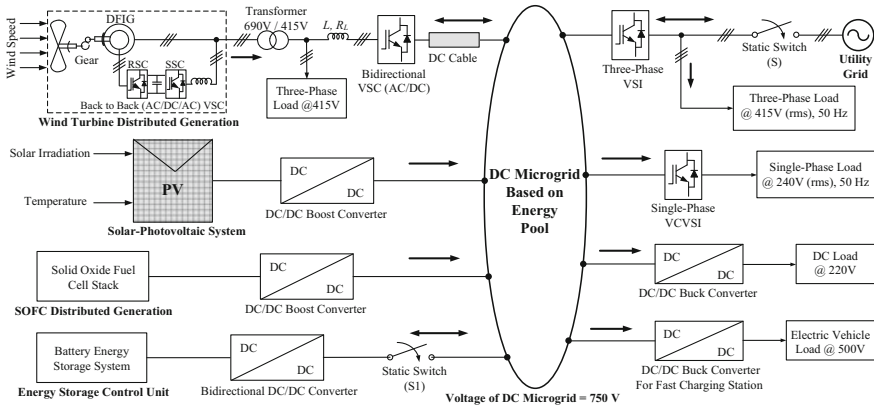 Wind Speed
DFIG
Gear
RSC
SSC
Back to Back (AC/DC/AC) VSC
Wind Turbine Distributed Generation
Transformer
690V / 415V
L, R_L
Three-Phase
Load @415V
Bidirectional
VSC (AC/DC)
DC Cable
Three-Phase
VSI
Static Switch
(S)
Utility
Grid
Three-Phase Load
@ 415V (rms), 50 Hz
Solar Irradiation
Temperature
PV
Solar-Photovoltaic System
DC
DC
DC/DC Boost Converter
DC Microgrid
Based on
Energy
Pool
Single-Phase
VCVSI
Single-Phase Load
@ 240V (rms), 50 Hz
Solid Oxide Fuel
Cell Stack
SOFC Distributed Generation
DC
DC
DC/DC Boost Converter
DC
DC
DC/DC Buck Converter
DC Load
@ 220V
Battery Energy
Storage System
Energy Storage Control Unit
DC
DC
Bidirectional DC/DC Converter
Static Switch
(S1)
Voltage of DC Microgrid = 750 V
DC
DC
DC/DC Buck Converter
For Fast Charging Station
Electric Vehicle
Load @ 500V